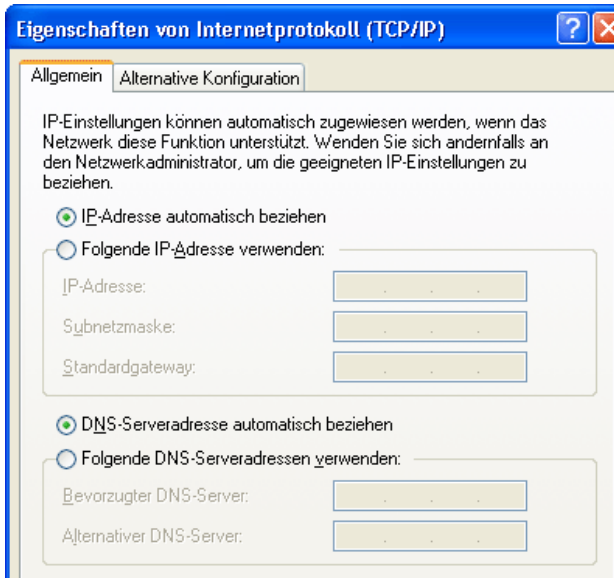 Eigenschaften von Internetprotokoll (TCP/IP)
Allgemein
Alternative Konfiguration
IP-Einstellungen können automatisch zugewiesen werden, wenn das
Netzwerk diese Funktion unterstützt. Wenden Sie sich andernfalls an
den Netzwerkadministrator, um die geeigneten IP-Einstellungen zu
beziehen.
IP-Adresse automatisch beziehen
Folgende IP-Adresse verwenden:
IP-Adresse:
Subnetzmaske:
Standardgateway:
DNS-Serveradresse automatisch beziehen
Folgende DNS-Serveradressen verwenden:
Bevorzugter DNS-Server:
Alternativer DNS-Server: